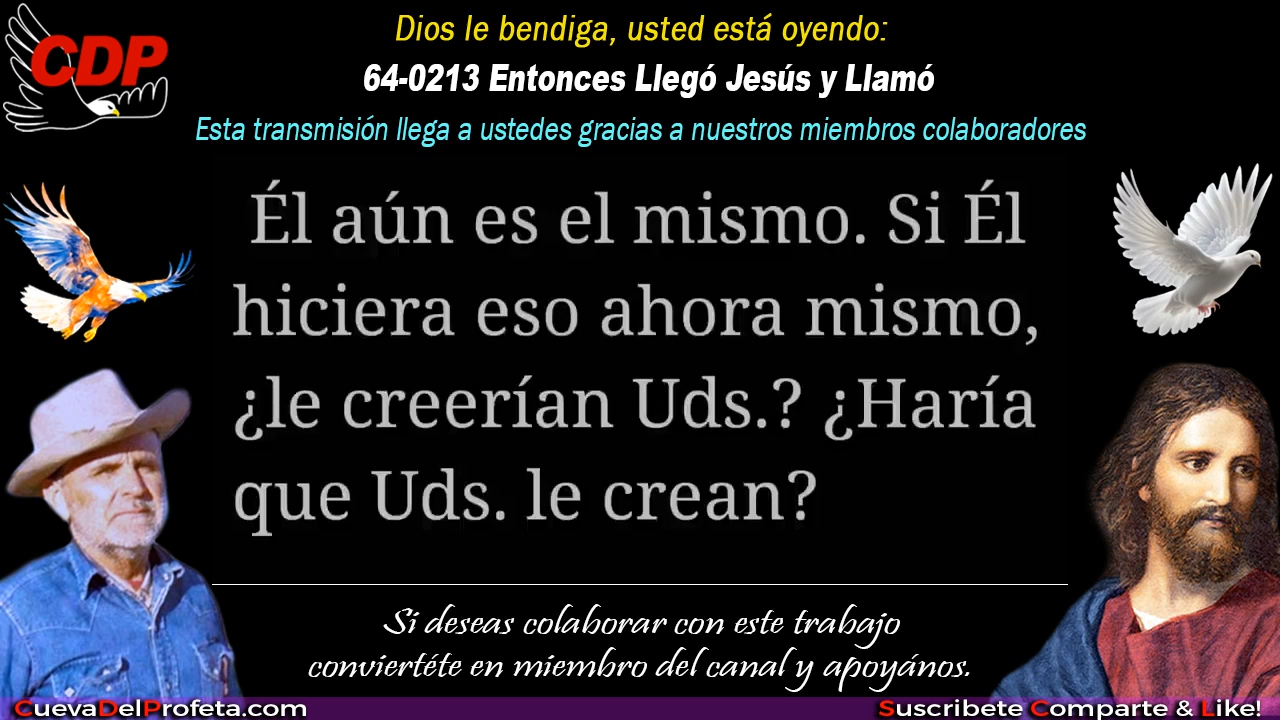 CDP
Dios le bendiga, usted está oyendo:
64-0213 Entonces Llegó Jesús y Llamó
Esta transmisión llega a ustedes gracias a nuestros miembros colaboradores
Él aún es el mismo. Si Él
hiciera eso ahora mismo,
¿le creerían Uds.? ¿Haría
que Uds. le crean?
Si deseas colaborar con este trabajo
conviertéte en miembro del canal y apoyános.
CuevaDelProfeta.com
Suscribete Comparte & Like!